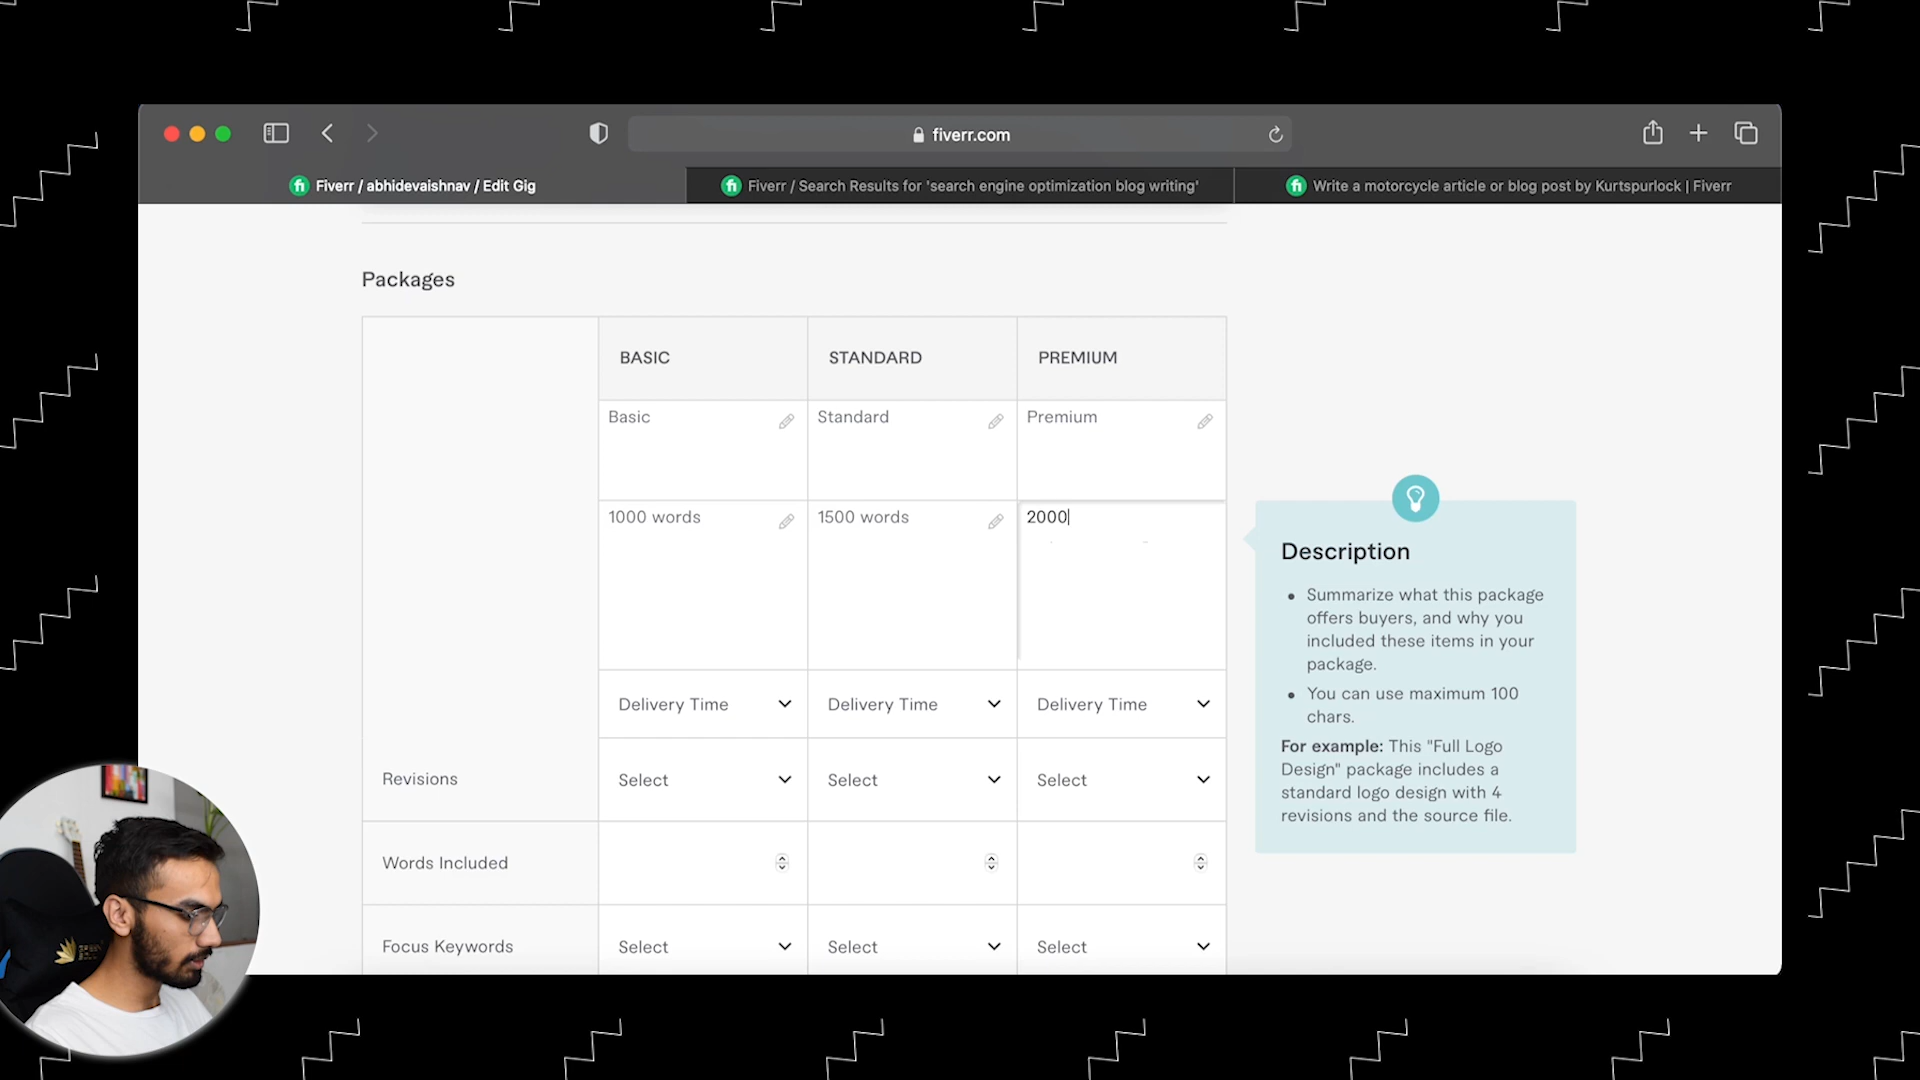 fiverr.com
Fiverr / abhidevaishnav / Edit Gig
Fiverr / Search Results for 'search engine optimization blog writing'
Write a motorcycle article or blog post by Kurtspurlock | Fiverr
Packages
BASIC STANDARD PREMIUM
Basic Standard Premium
1000 words 1500 words 2000
Delivery Time Delivery Time Delivery Time
Revisions Select Select Select
Words Included
Focus Keywords Select Select Select
Description
Summarize what this package
offers buyers, and why you
included these items in your
package.
You can use maximum 100
chars.
For example: This "Full Logo
Design" package includes a
standard logo design with 4
revisions and the source file.